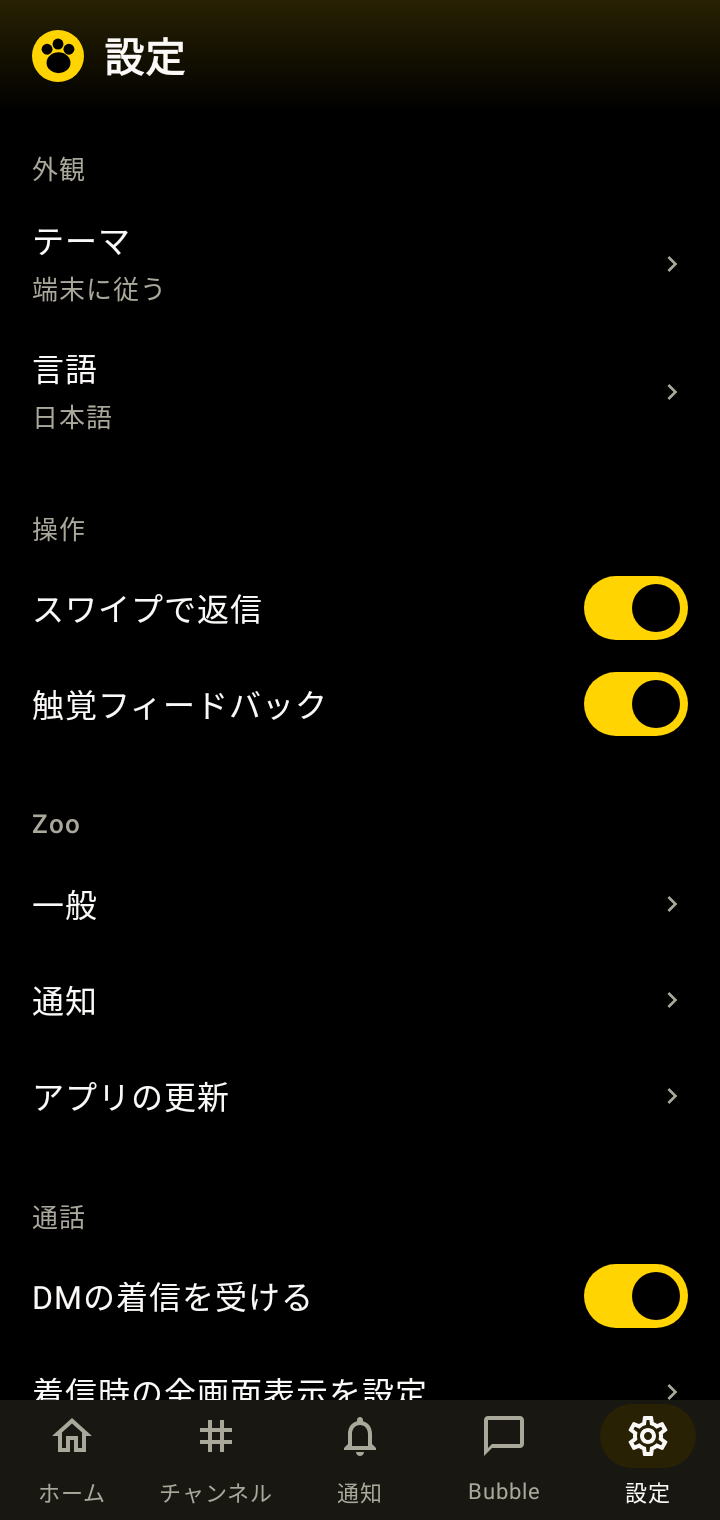 設定
外観
テーマ
端末に従う
言語
日本語
操作
スワイプで返信
触覚フィードバック
Zoo
一般
通知
アプリの更新
通話
DMの着信を受ける
着信時の全画面表示を設定
ホーム
チャンネル
通知
Bubble
設定